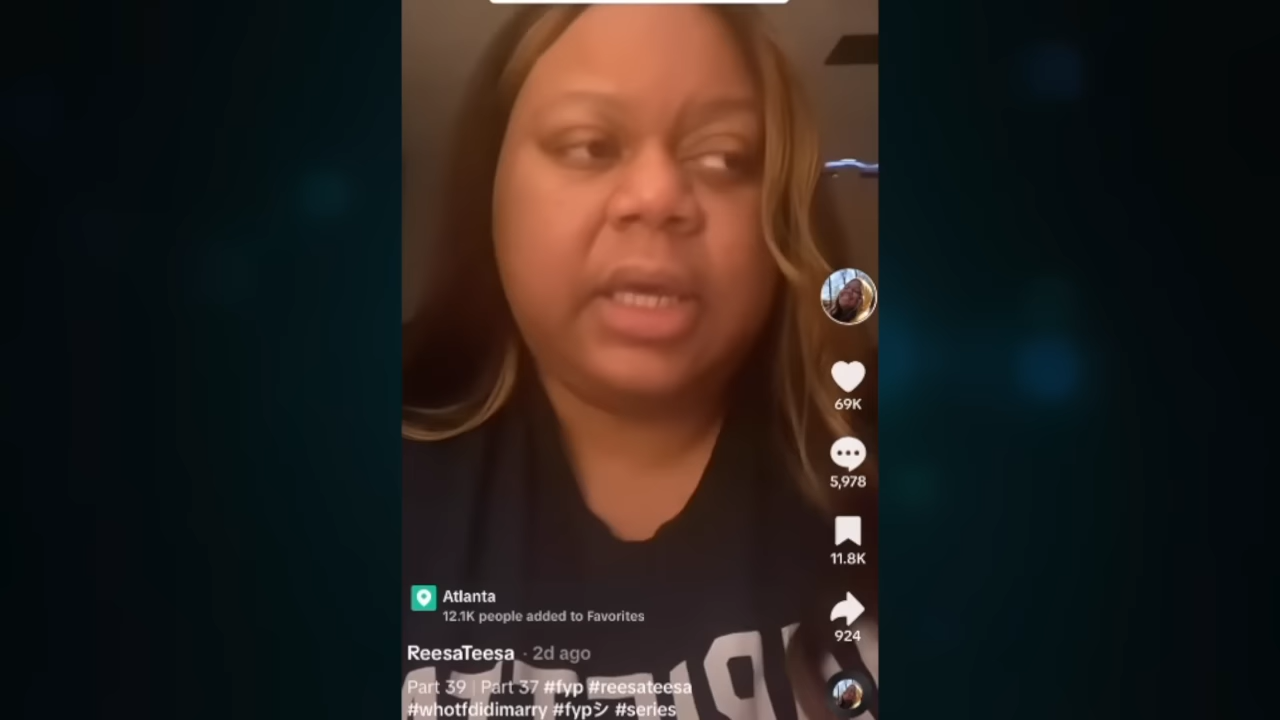 69K
5,978
11.8K
924
Atlanta
12.1K people added to Favorites
ReesaTeesa · 2d ago
Part 39 | Part 37 #fyp #reesateesa
#whotfdidimarry #fypシ #series